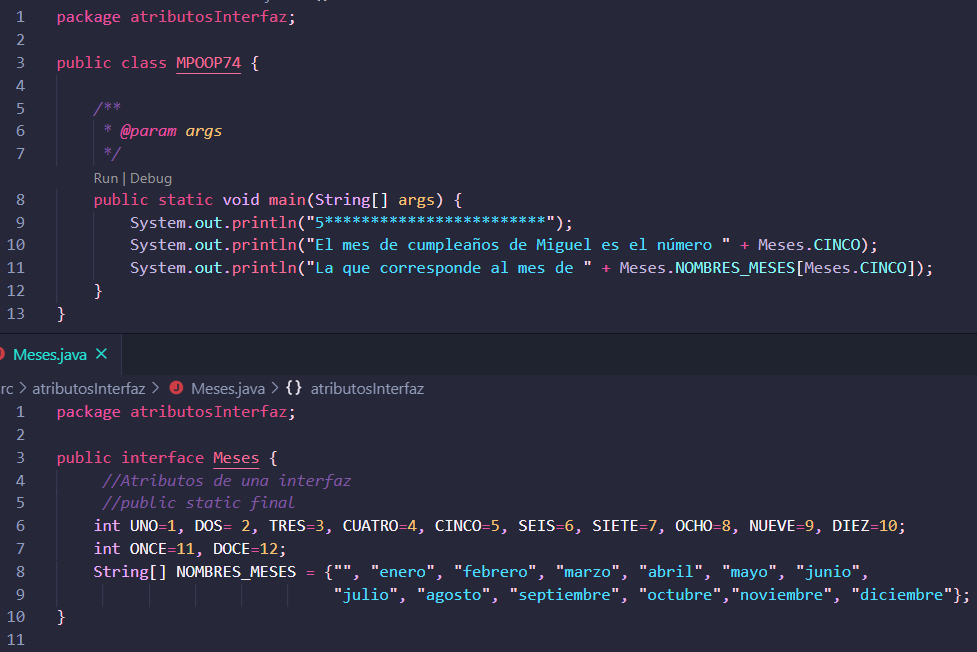 1 package atributosInterfaz;
2
3 public class MPOOP74 {
4
5 /**
6 * @param args
7 */
Run | Debug
8 public static void main(String[] args) {
9 System.out.println("5************************");
10 System.out.println("El mes de cumpleaños de Miguel es el número " + Meses.CINCO);
11 System.out.println("La que corresponde al mes de " + Meses.NOMBRES_MESES[Meses.CINCO]);
12 }
13 }
Meses.java ×
rc > atributosInterfaz > J Meses.java > {} atributosInterfaz
1 package atributosInterfaz;
2
3 public interface Meses {
4 //Atributos de una interfaz
5 //public static final
6 int UNO=1, DOS= 2, TRES=3, CUATRO=4, CINCO=5, SEIS=6, SIETE=7, OCHO=8, NUEVE=9, DIEZ=10;
7 int ONCE=11, DOCE=12;
8 String[] NOMBRES_MESES = {"", "enero", "febrero", "marzo", "abril", "mayo", "junio",
9 "julio", "agosto", "septiembre", "octubre","noviembre", "diciembre"};
10 }
11